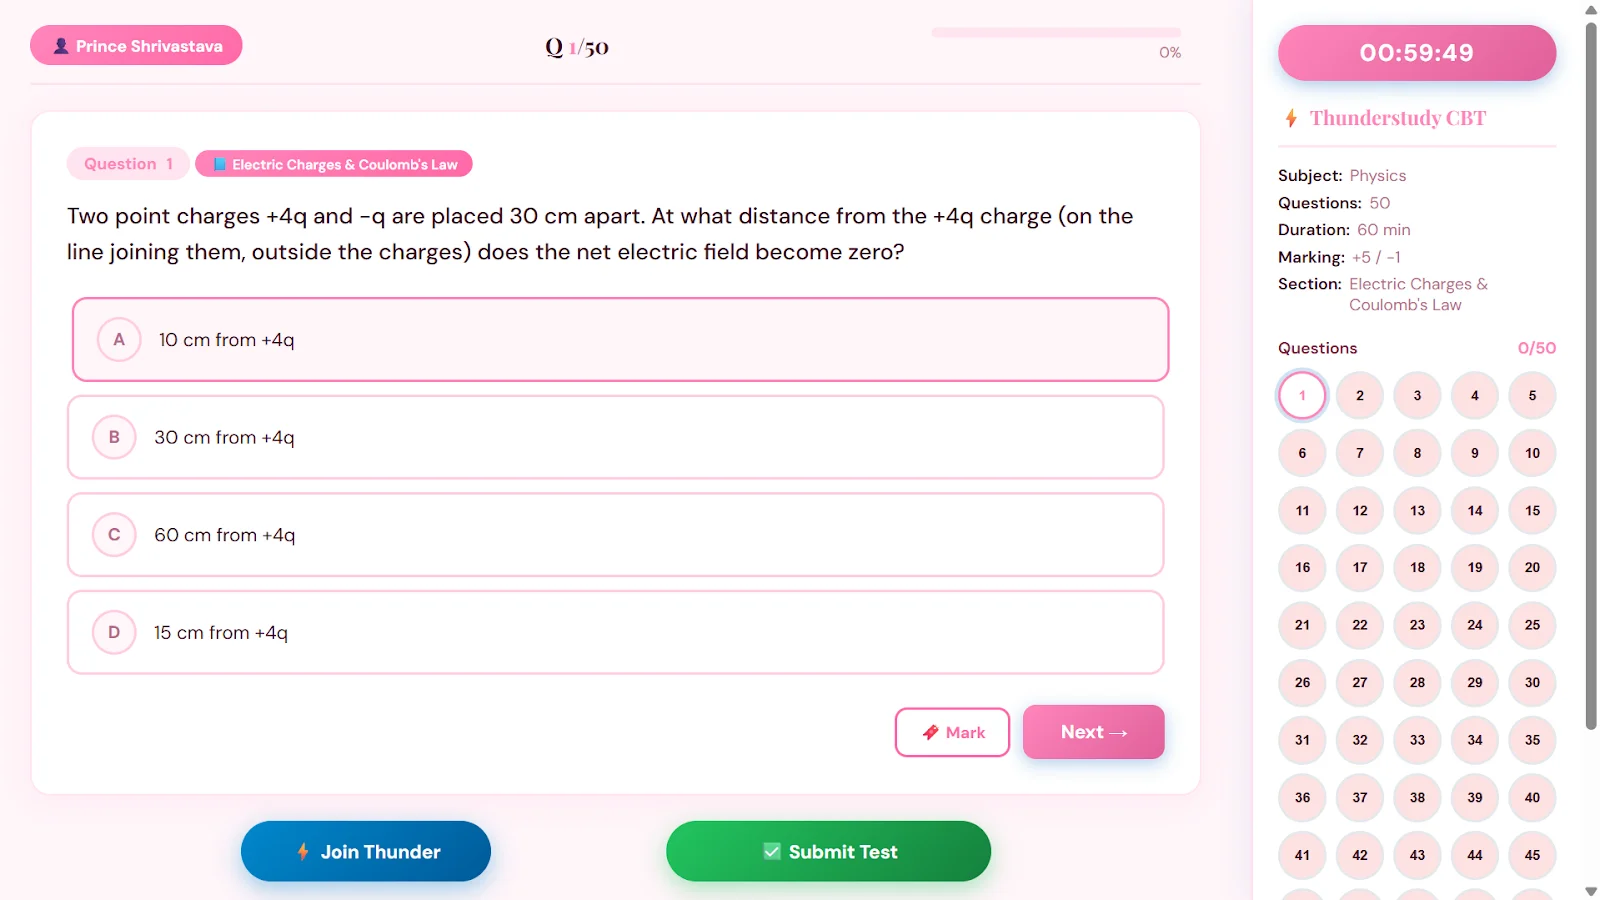 Prince Shrivastava
Q 1/50
0%
Question 1
Electric Charges & Coulomb's Law
Two point charges +4q and −q are placed 30 cm apart. At what distance from the +4q charge (on the
line joining them, outside the charges) does the net electric field become zero?
A
10 cm from +4q
B
30 cm from +4q
C
60 cm from +4q
D
15 cm from +4q
Mark
Next →
Join Thunder
Submit Test
00:59:49
Thunderstudy CBT
Subject: Physics
Questions: 50
Duration: 60 min
Marking: +5 / -1
Section: Electric Charges &
Coulomb's Law
Questions 0/50
1 2 3 4 5
6 7 8 9 10
11 12 13 14 15
16 17 18 19 20
21 22 23 24 25
26 27 28 29 30
31 32 33 34 35
36 37 38 39 40
41 42 43 44 45